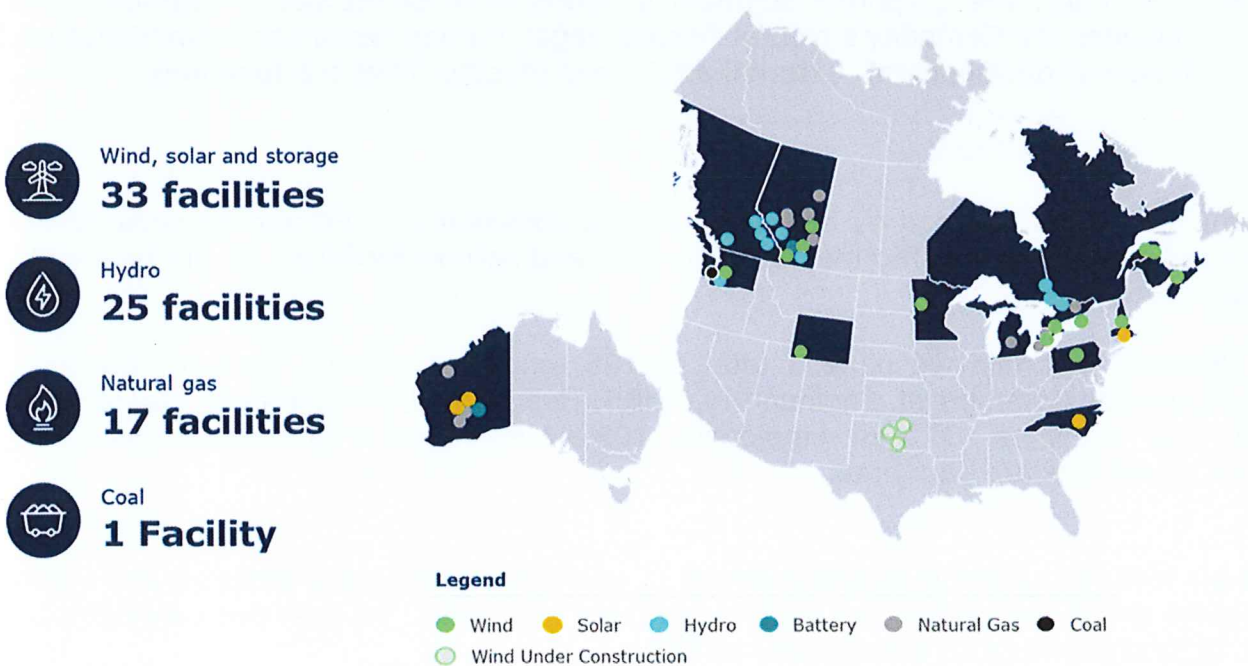 Wind, solar and storage
33 facilities
Hydro
25 facilities
Natural gas
17 facilities
Coal
1 Facility
Legend
Wind
Solar
Hydro
Battery
Natural Gas
Coal
Wind Under Construction